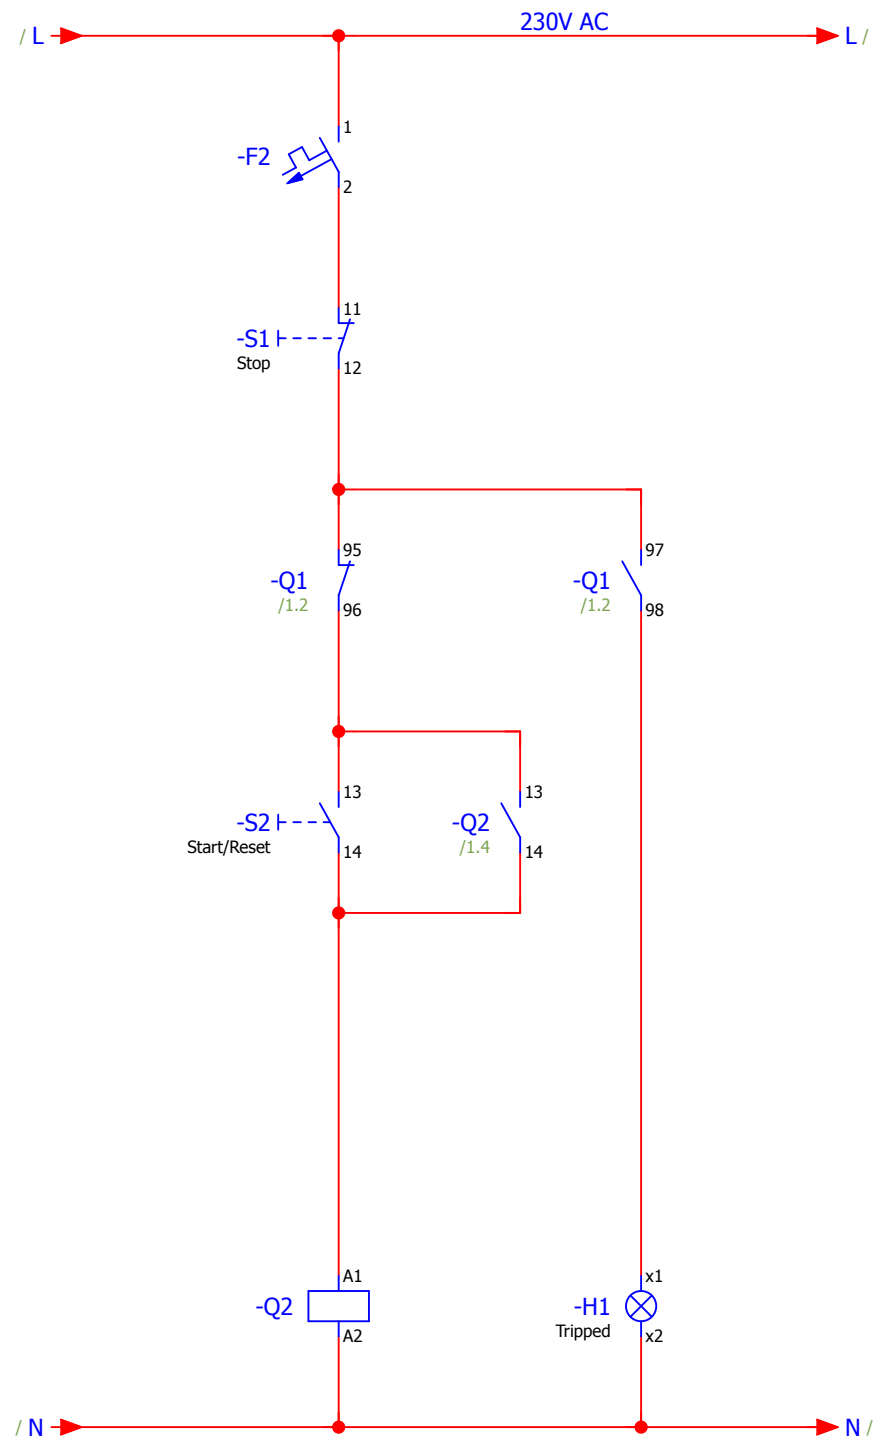 230V AC
/ L
L /
1
-F2
2
11
-S1
Stop
12
95
97
-Q1
-Q1
/1.2
96
/1.2
98
13
13
-S2
-Q2
Start/Reset
14
/1.4
14
A1
x1
-Q2
-H1
Tripped
A2
x2
/ N
N /